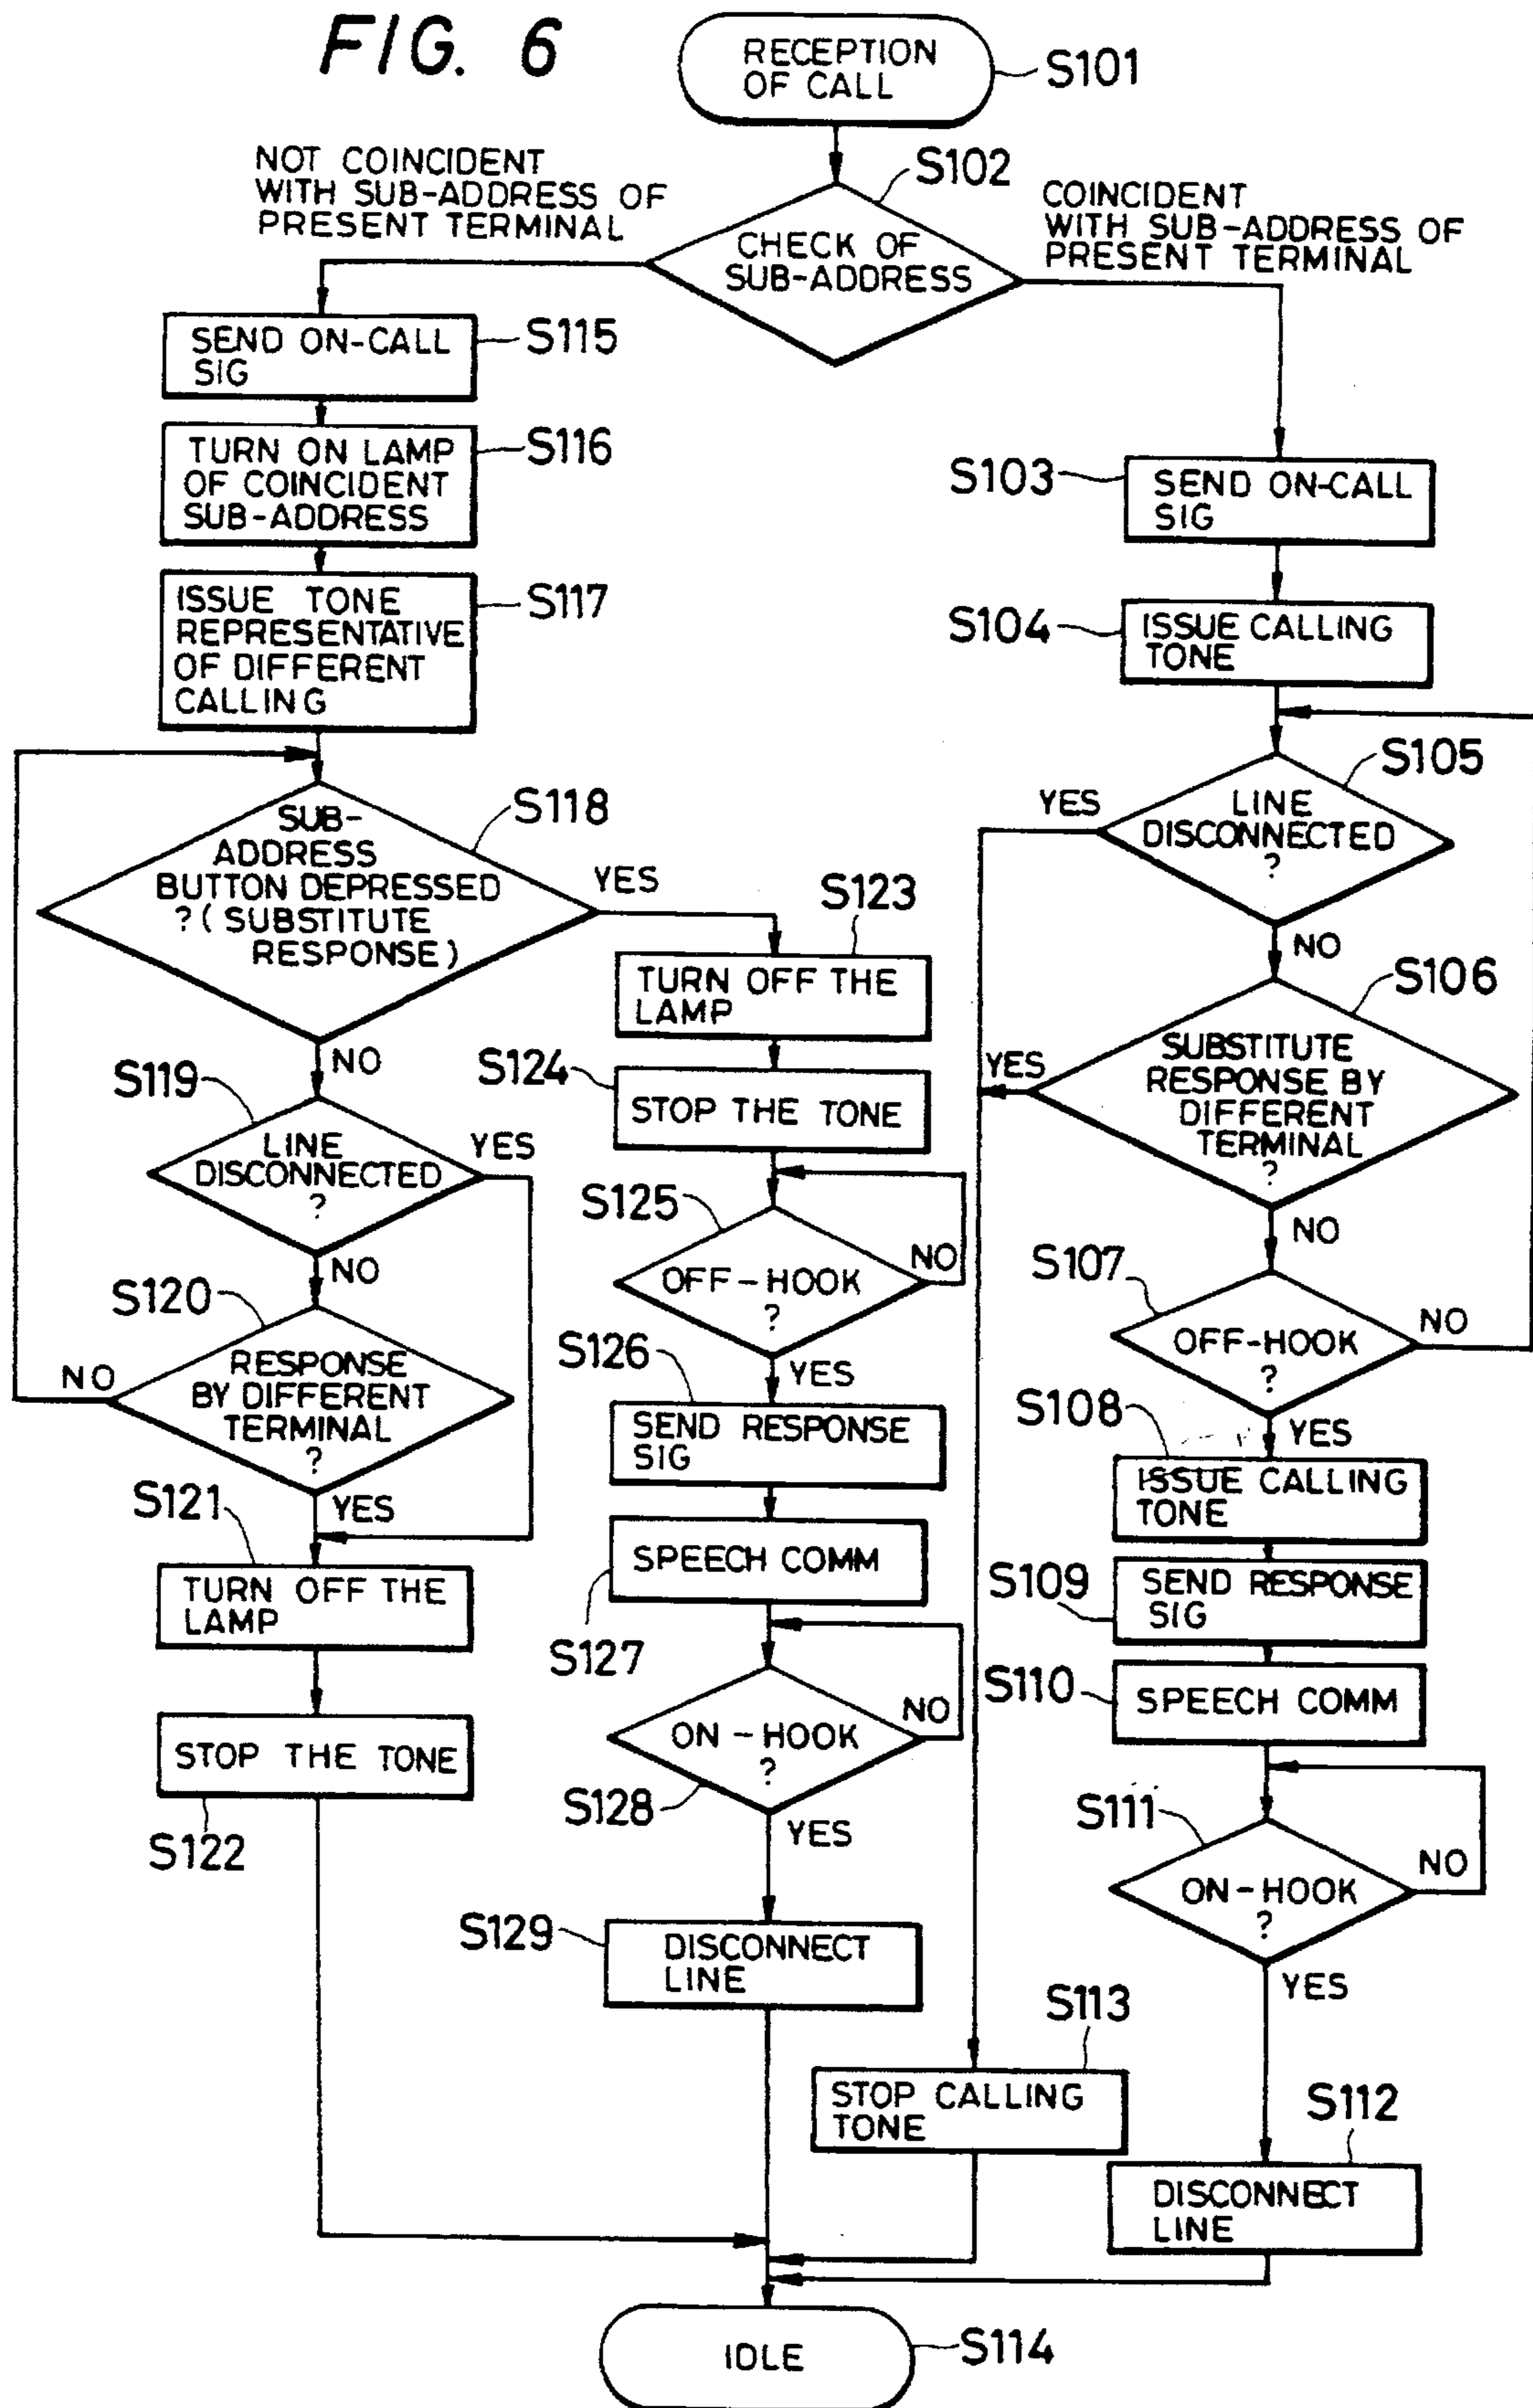 FIG. 6
RECEPTION
OF CALL
S101
NOT COINCIDENT
WITH SUB-ADDRESS OF
PRESENT TERMINAL
S102
CHECK OF
SUB-ADDRESS
COINCIDENT
WITH SUB-ADDRESS OF
PRESENT TERMINAL
SEND ON-CALL
SIG
S115
TURN ON LAMP
OF COINCIDENT
SUB-ADDRESS
S116
ISSUE TONE
REPRESENTATIVE
OF DIFFERENT
CALLING
S117
SUB-
ADDRESS
BUTTON DEPRESSED
? (SUBSTITUTE
RESPONSE)
S118
YES
NO
S119
LINE
DISCONNECTED
?
YES
NO
S120
RESPONSE
BY DIFFERENT
TERMINAL
?
NO
YES
S121
TURN OFF THE
LAMP
STOP THE TONE
S122
S123
TURN OFF THE
LAMP
S124
STOP THE TONE
S125
OFF-HOOK
?
NO
YES
S126
SEND RESPONSE
SIG
SPEECH COMM
S127
ON-HOOK
?
NO
S128
YES
S129
DISCONNECT
LINE
S103
SEND ON-CALL
SIG
S104
ISSUE CALLING
TONE
S105
YES
LINE
DISCONNECTED
?
NO
S106
YES
SUBSTITUTE
RESPONSE BY
DIFFERENT
TERMINAL
?
NO
S107
OFF-HOOK
?
NO
YES
S108
ISSUE CALLING
TONE
S109
SEND RESPONSE
SIG
S110
SPEECH COMM
S111
ON-HOOK
?
NO
YES
S113
STOP CALLING
TONE
S112
DISCONNECT
LINE
IDLE
S114